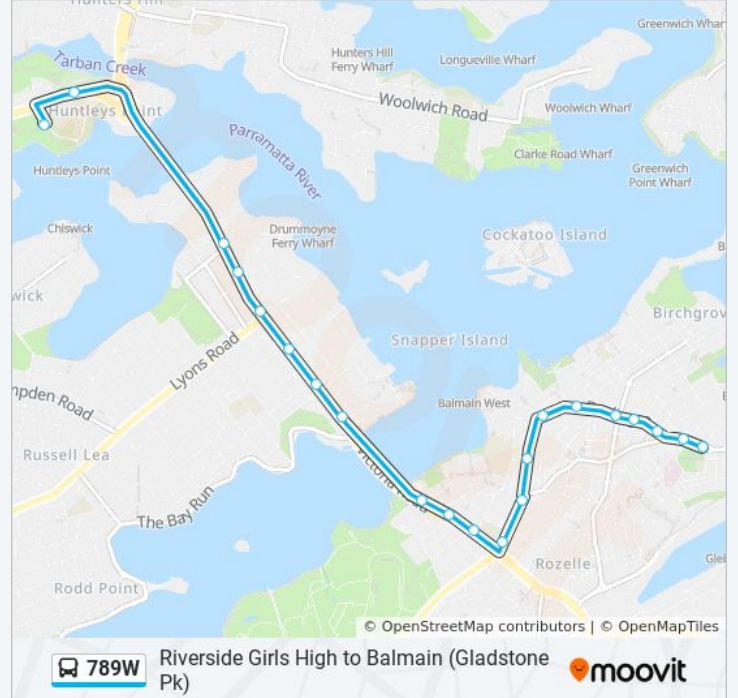 Hunters Hill
Greenwich Whar
Tarban Creek
Hunters Hill
Ferry Wharf
Longueville Wharf
Huntleys Point
Woolwich Road
Woolwich Wharf
Parramatta River
Clarke Road Wharf
Huntleys Point
Greenwich
Point Wharf
Chiswick
Drummoyne
Ferry Wharf
Cockatoo Island
B
wick
Birchgrov
Snapper Island
Lyons Road
mpden Road
Balmain West
Russell Lea
Victoria Road
The Bay Run
Rozelle
Glei
Rodd Point
© OpenStreetMap contributors | © OpenMapTiles
789W
Riverside Girls High to Balmain (Gladstone
Pk)
moovit